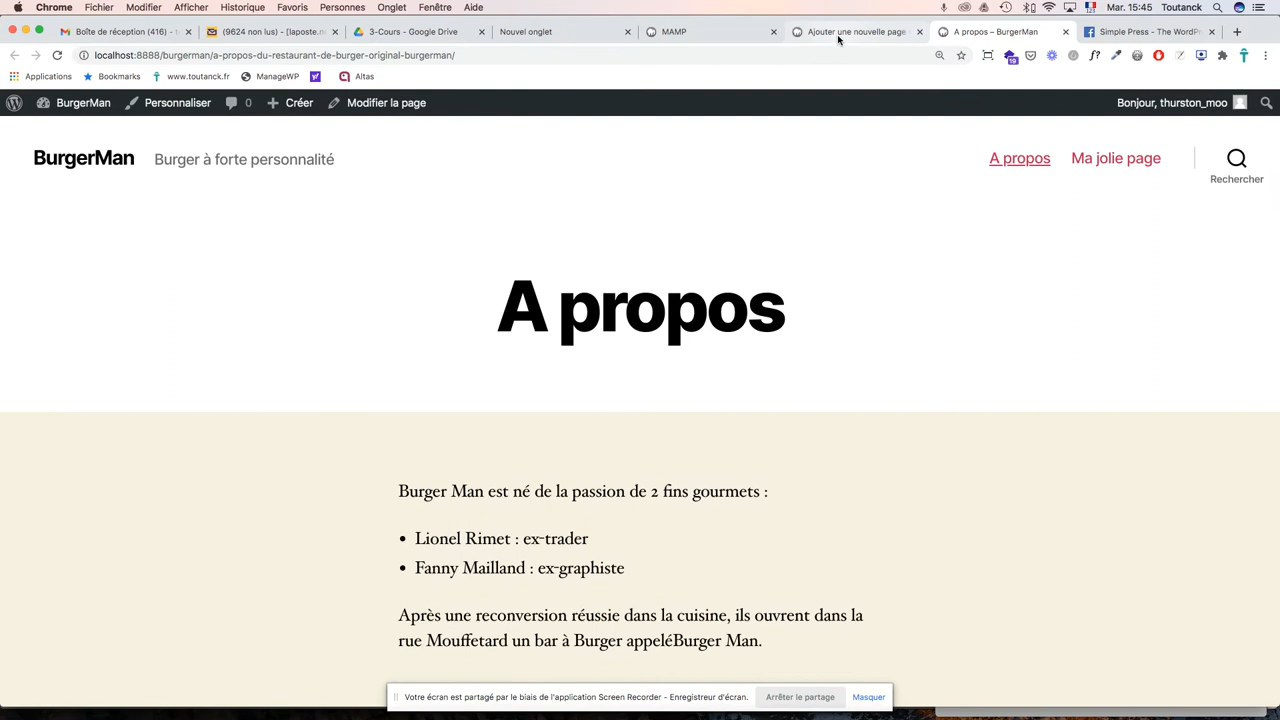 Chrome Fichier Modifier Afficher Historique Favoris Personnes Onglet Fenêtre Aide Mar. 15:45 Toutanck
Boîte de réception (416) - t (9624 non lus) - [laposte.n 3-Cours - Google Drive Nouvel onglet MAMP Ajouter une nouvelle page A propos – BurgerMan Simple Press - The WordPr
localhost:8888/burgerman/a-propos-du-restaurant-de-burger-original-burgerman/
Applications Bookmarks www.toutanck.fr ManageWP Altas
BurgerMan Personnaliser 0 Créer Modifier la page Bonjour, thurston_moo
BurgerMan Burger à forte personnalité A propos Ma jolie page
Rechercher
A propos
Burger Man est né de la passion de 2 fins gourmets :
• Lionel Rimet : ex-trader
• Fanny Mailland : ex-graphiste
Après une reconversion réussie dans la cuisine, ils ouvrent dans la
rue Mouffetard un bar à Burger appeléBurger Man.
Votre écran est partagé par le biais de l'application Screen Recorder - Enregistreur d'écran. Arrêter le partage Masquer